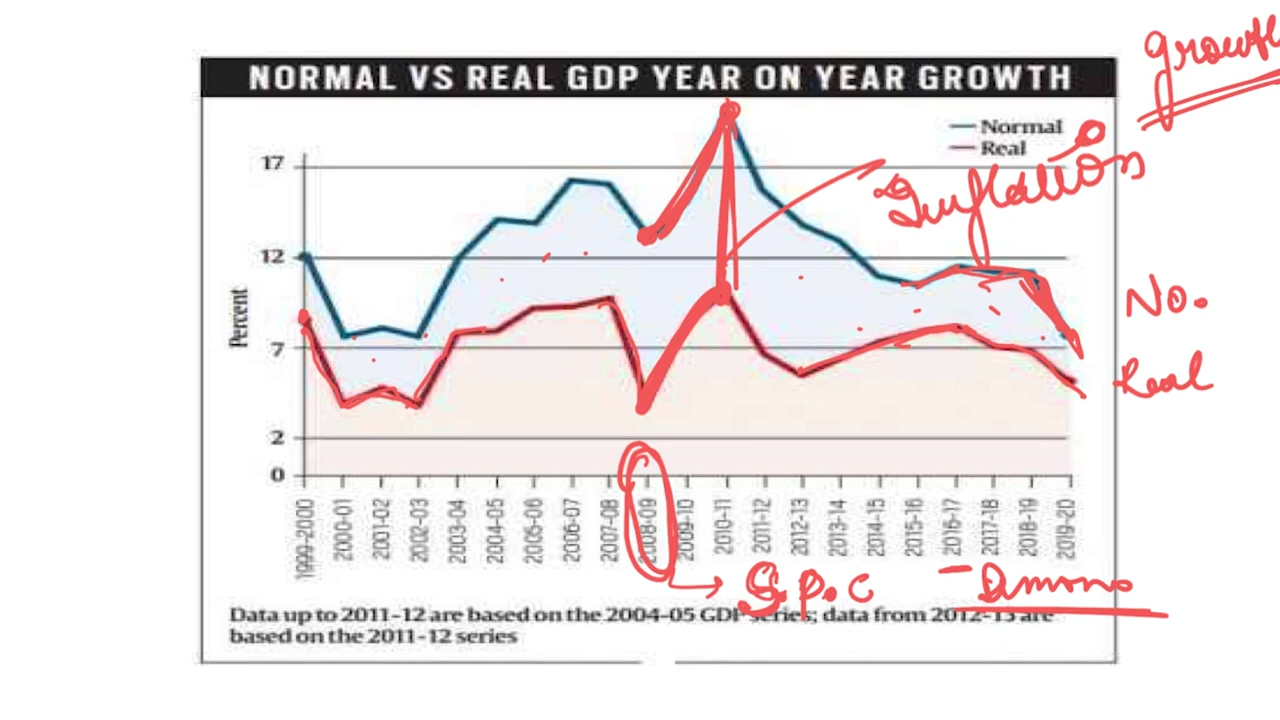 growth
NORMAL VS REAL GDP YEAR ON YEAR GROWTH
Normal
Real
Inflation
17
12
7
2
0
Percent
No.
Real
1999-2000
2000-01
2001-02
2002-03
2003-04
2004-05
2005-06
2006-07
2007-08
2008-09
2009-10
2010-11
2011-12
2012-13
2013-14
2014-15
2015-16
2016-17
2017-18
2018-19
2019-20
S.P.C - Demons
Data up to 2011-12 are based on the 2004-05 GDP series; data from 2012-13 are
based on the 2011-12 series